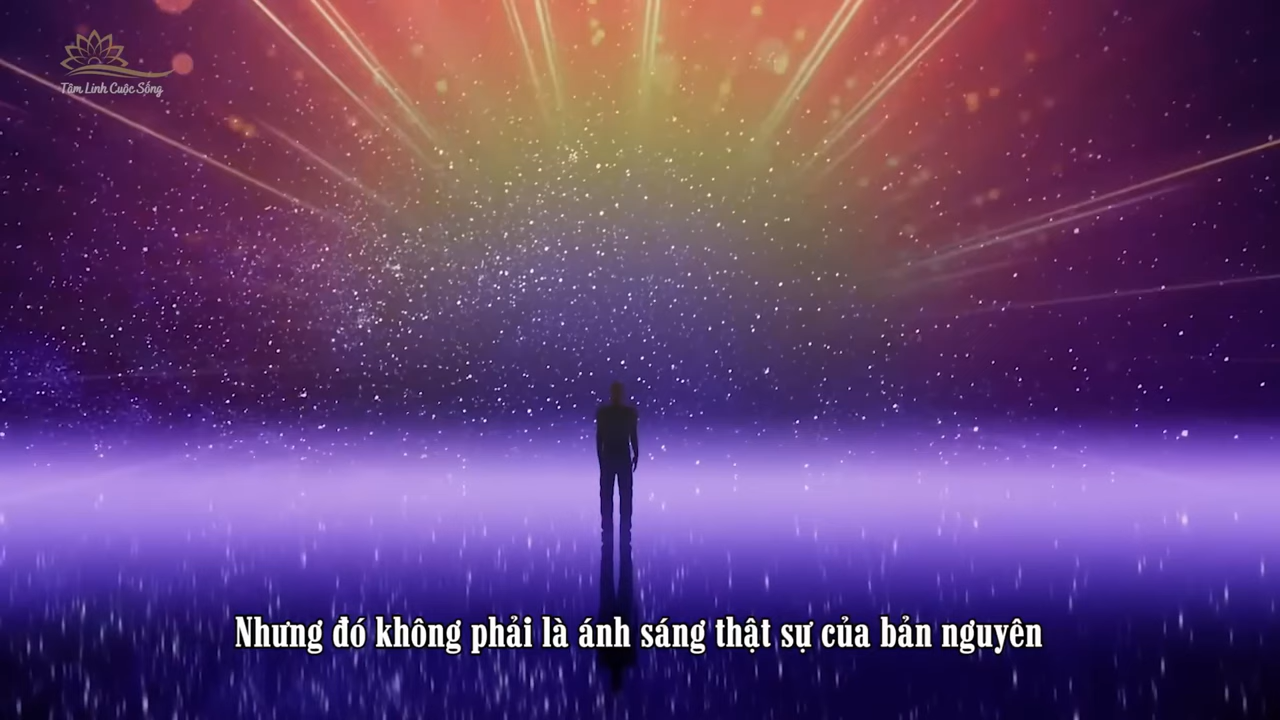 Tâm Linh Cuộc Sống
Nhưng đó không phải là ánh sáng thật sự của bản nguyên